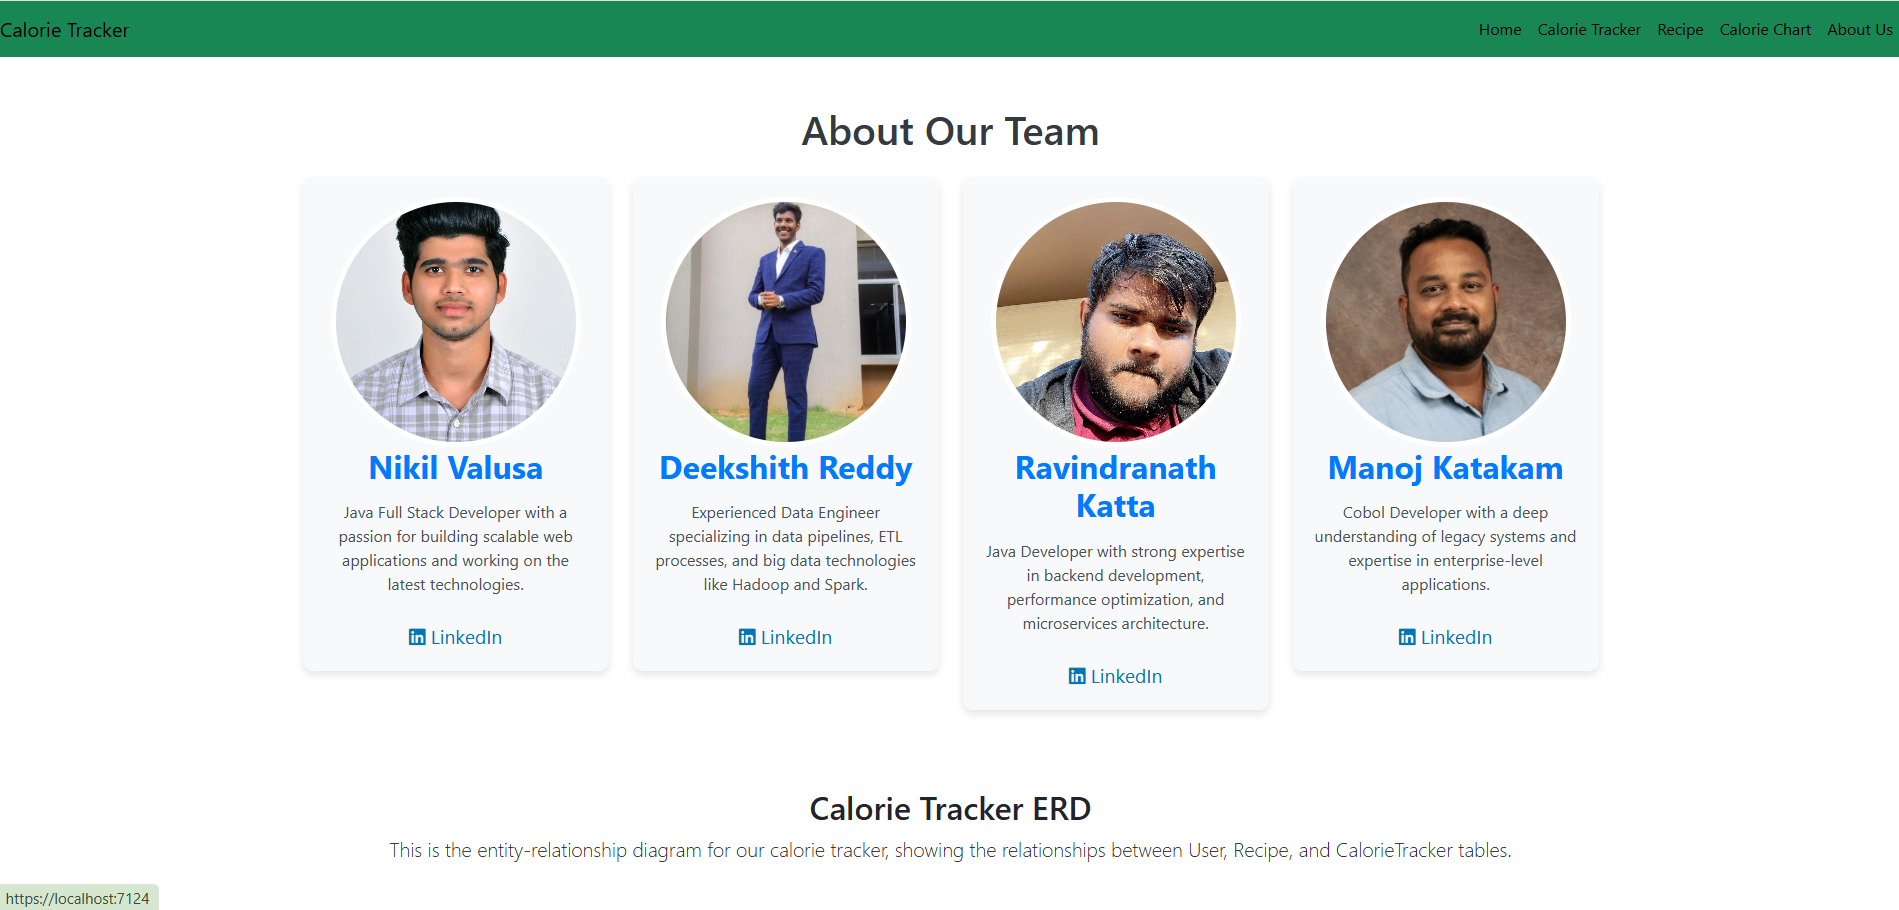 Calorie Tracker
Home Calorie Tracker Recipe Calorie Chart About Us
About Our Team
Nikil Valusa
Java Full Stack Developer with a
passion for building scalable web
applications and working on the
latest technologies.
LinkedIn
Deekshith Reddy
Experienced Data Engineer
specializing in data pipelines, ETL
processes, and big data technologies
like Hadoop and Spark.
LinkedIn
Ravindranath
Katta
Java Developer with strong expertise
in backend development,
performance optimization, and
microservices architecture.
LinkedIn
Manoj Katakam
Cobol Developer with a deep
understanding of legacy systems and
expertise in enterprise-level
applications.
LinkedIn
Calorie Tracker ERD
This is the entity-relationship diagram for our calorie tracker, showing the relationships between User, Recipe, and CalorieTracker tables.
https://localhost:7124